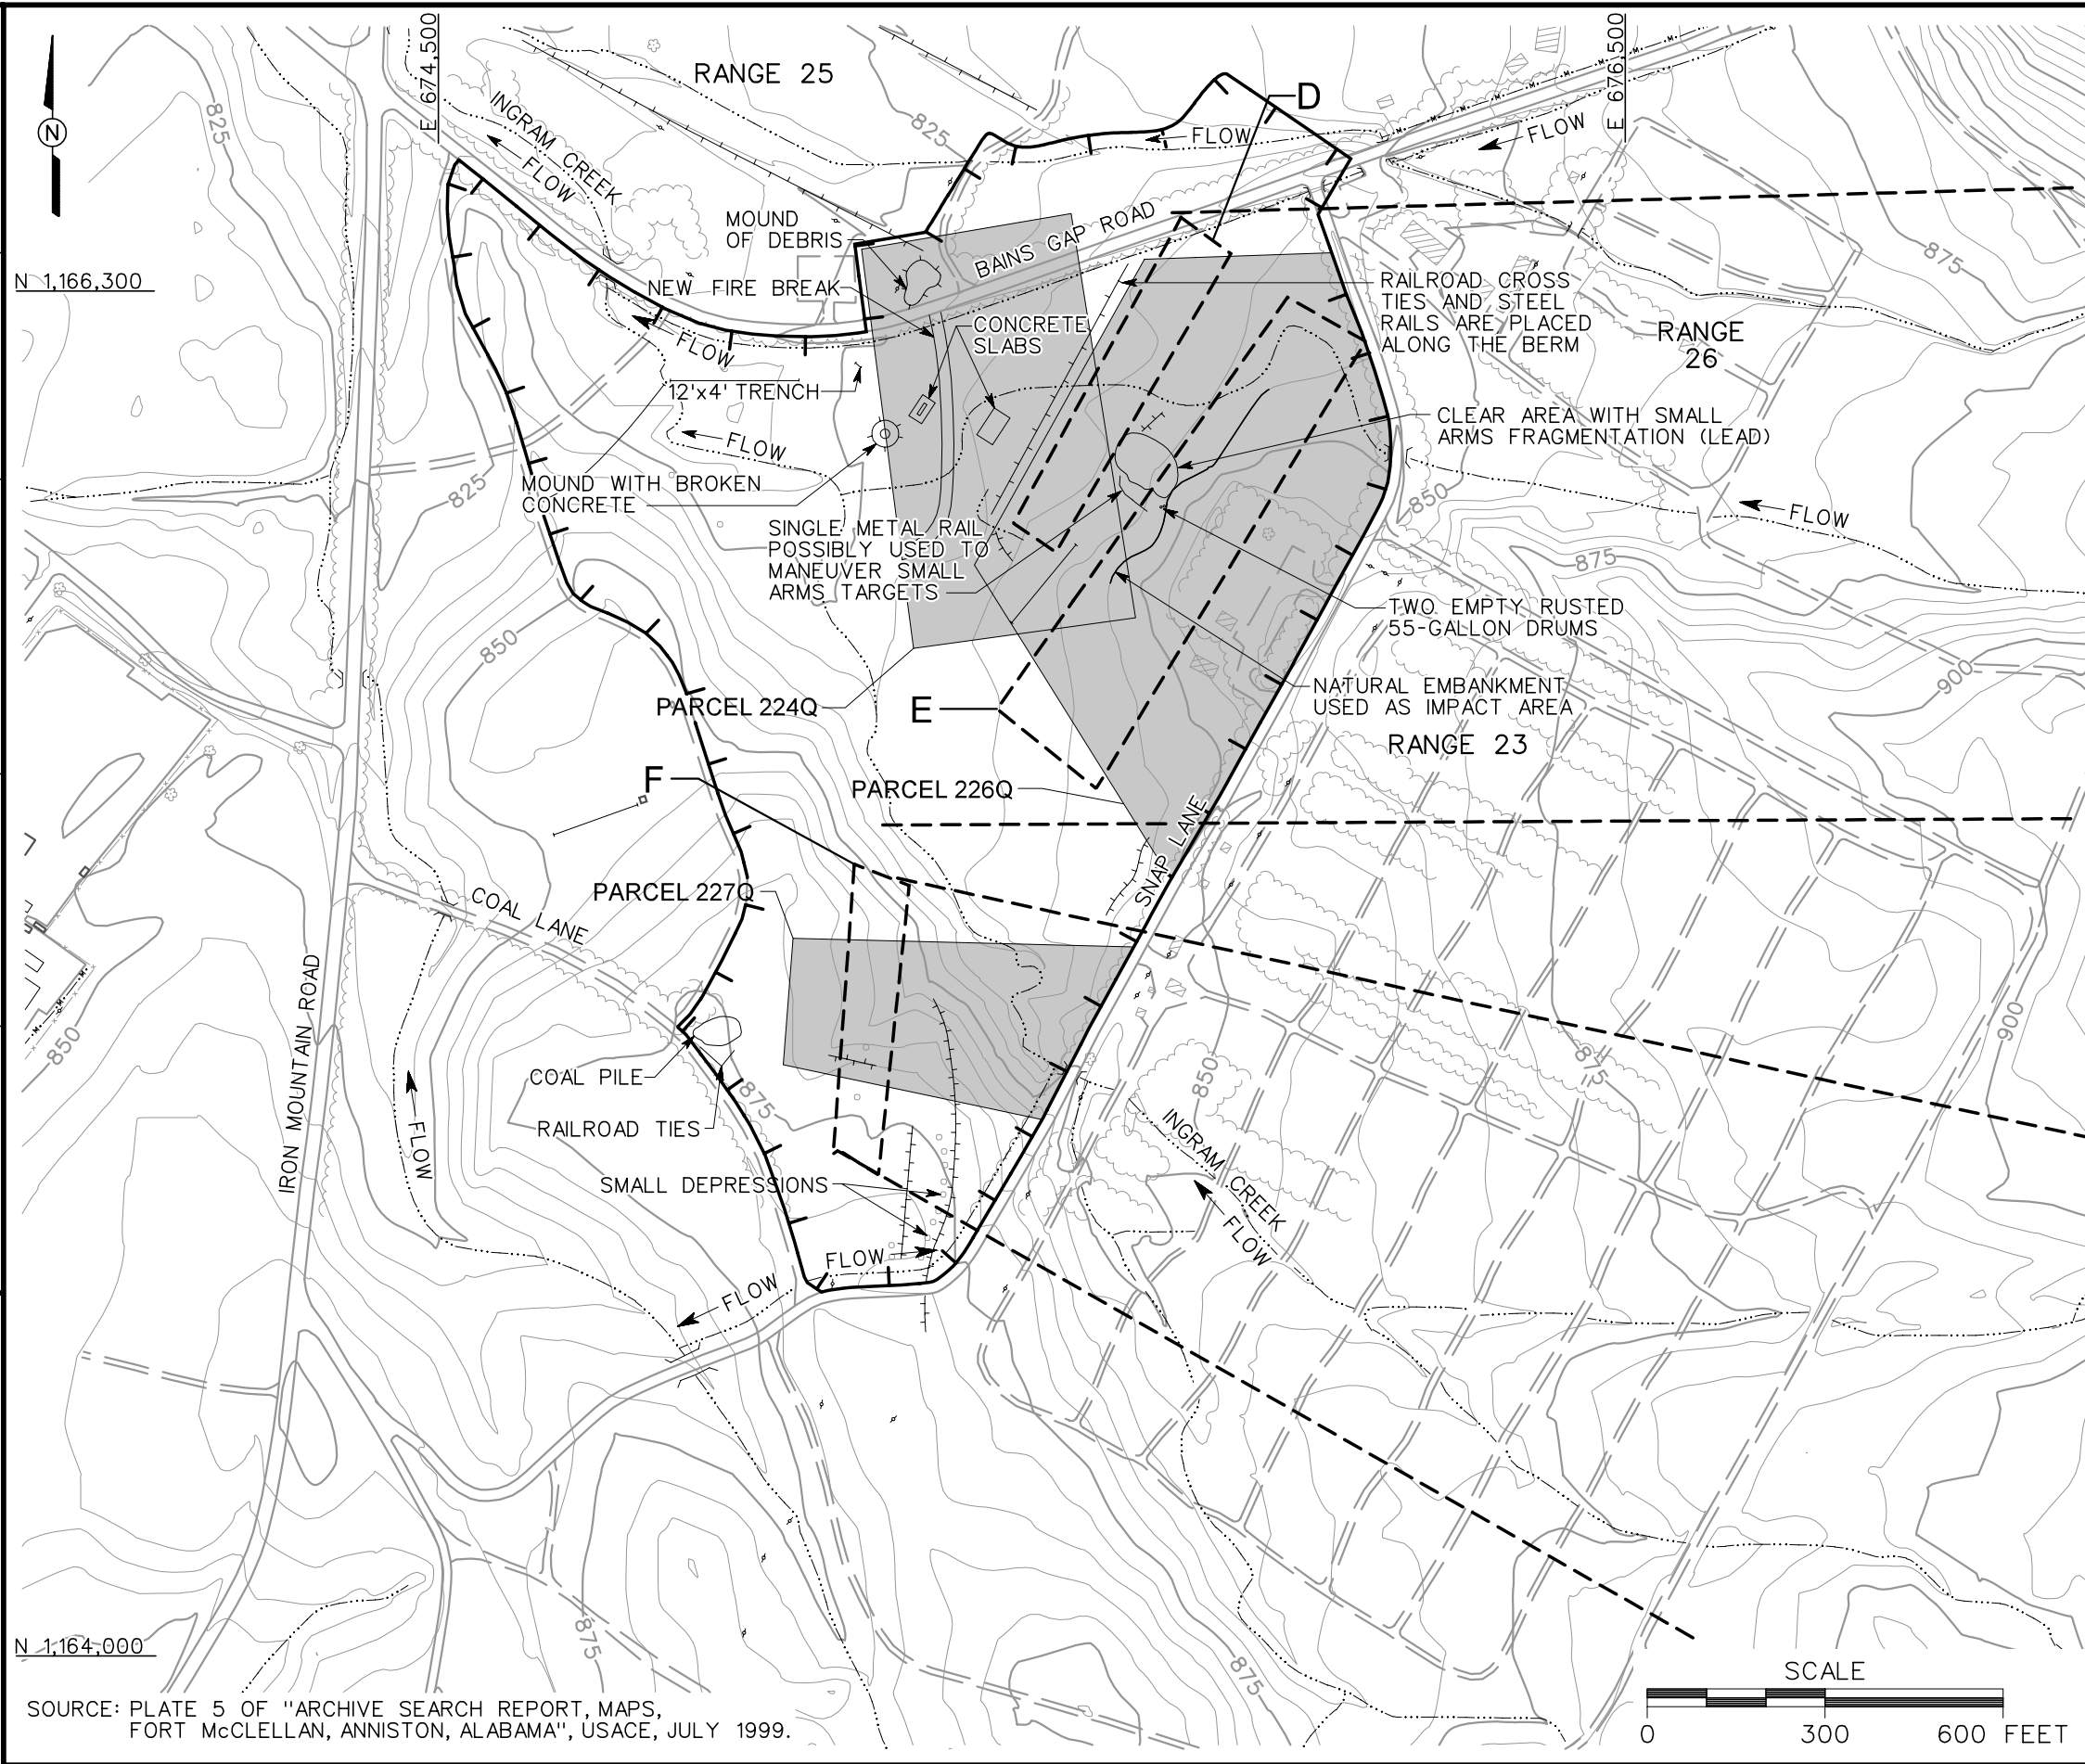 E 674,500
E 676,500
RANGE 25
D
INGRAM CREEK
FLOW
825
825
FLOW
FLOW
N
MOUND
OF DEBRIS
BAINS GAP ROAD
875
N 1,166,300
NEW FIRE BREAK
RAILROAD CROSS
TIES AND STEEL
RAILS ARE PLACED
ALONG THE BERM
RANGE
26
CONCRETE
SLABS
FLOW
12'x4' TRENCH
CLEAR AREA WITH SMALL
ARMS FRAGMENTATION (LEAD)
FLOW
825
MOUND WITH BROKEN
CONCRETE
850
FLOW
SINGLE METAL RAIL
POSSIBLY USED TO
MANEUVER SMALL
ARMS TARGETS
875
TWO EMPTY RUSTED
55-GALLON DRUMS
850
900
NATURAL EMBANKMENT
USED AS IMPACT AREA
PARCEL 224Q
E
RANGE 23
F
PARCEL 226Q
SNAP LANE
PARCEL 227Q
COAL LANE
IRON MOUNTAIN ROAD
850
900
COAL PILE
875
850
875
RAILROAD TIES
FLOW
INGRAM CREEK
FLOW
SMALL DEPRESSIONS
FLOW
FLOW
875
875
N 1,164,000
SCALE
0 300 600 FEET
SOURCE: PLATE 5 OF "ARCHIVE SEARCH REPORT, MAPS,
FORT McCLELLAN, ANNISTON, ALABAMA", USACE, JULY 1999.